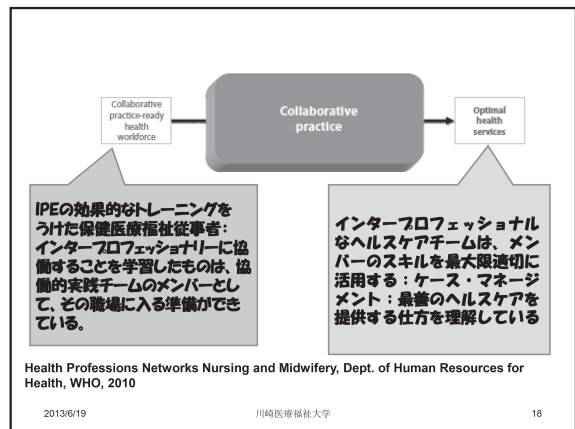 Collaborative
practice-ready
health
workforce
Collaborative
practice
Optimal
health
services
IPEの効果的なトレーニングを
うけた保健医療福祉従事者:
インタープロフェッショナリーに協
働することを学習したものは、協
働的実践チームのメンバーとし
て、その職場に入る準備ができ
ている。
インタープロフェッショナル
なヘルスケアチームは、メン
バーのスキルを最大限適切に
活用する:ケース・マネージ
メント:最善のヘルスケアを
提供する仕方を理解している
Health Professions Networks Nursing and Midwifery, Dept. of Human Resources for
Health, WHO, 2010
2013/6/19
川崎医療福祉大学
18